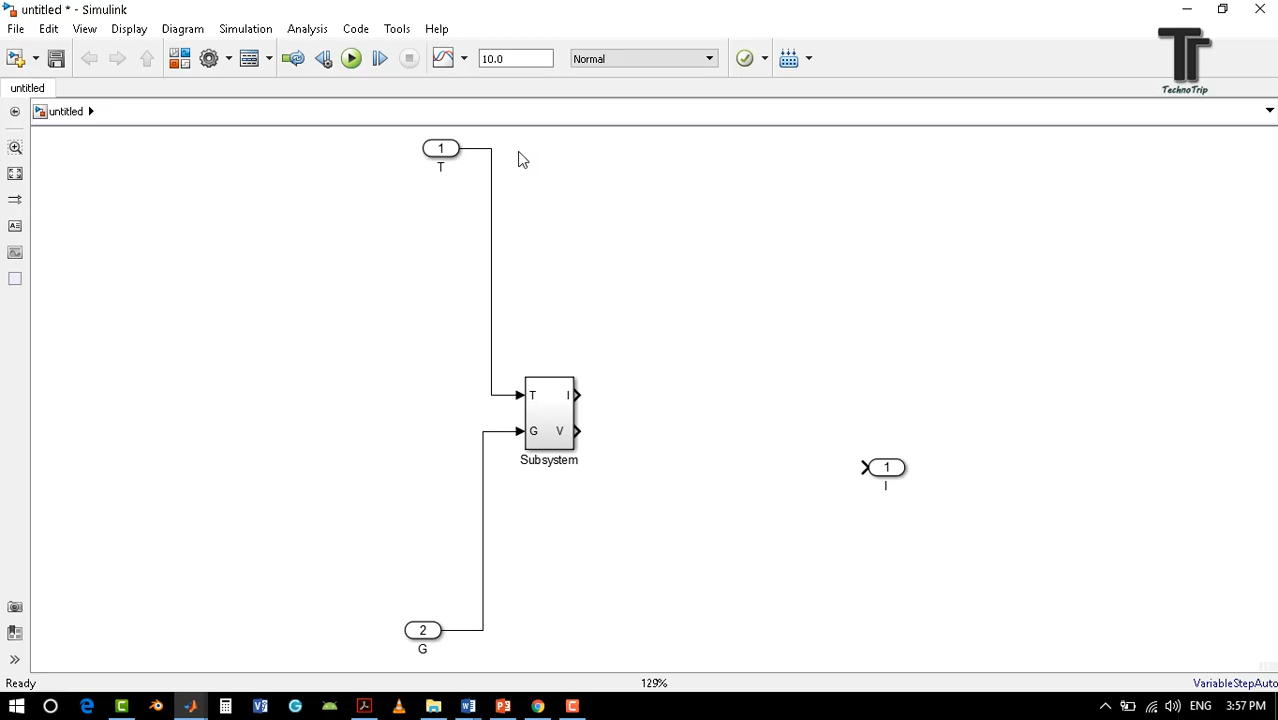 untitled * - Simulink
File Edit View Display Diagram Simulation Analysis Code Tools Help
10.0 Normal
TechnoTrip
untitled
untitled
1
T
T I
G V
Subsystem
1
I
2
G
Ready 129% VariableStepAuto
ENG 3:57 PM